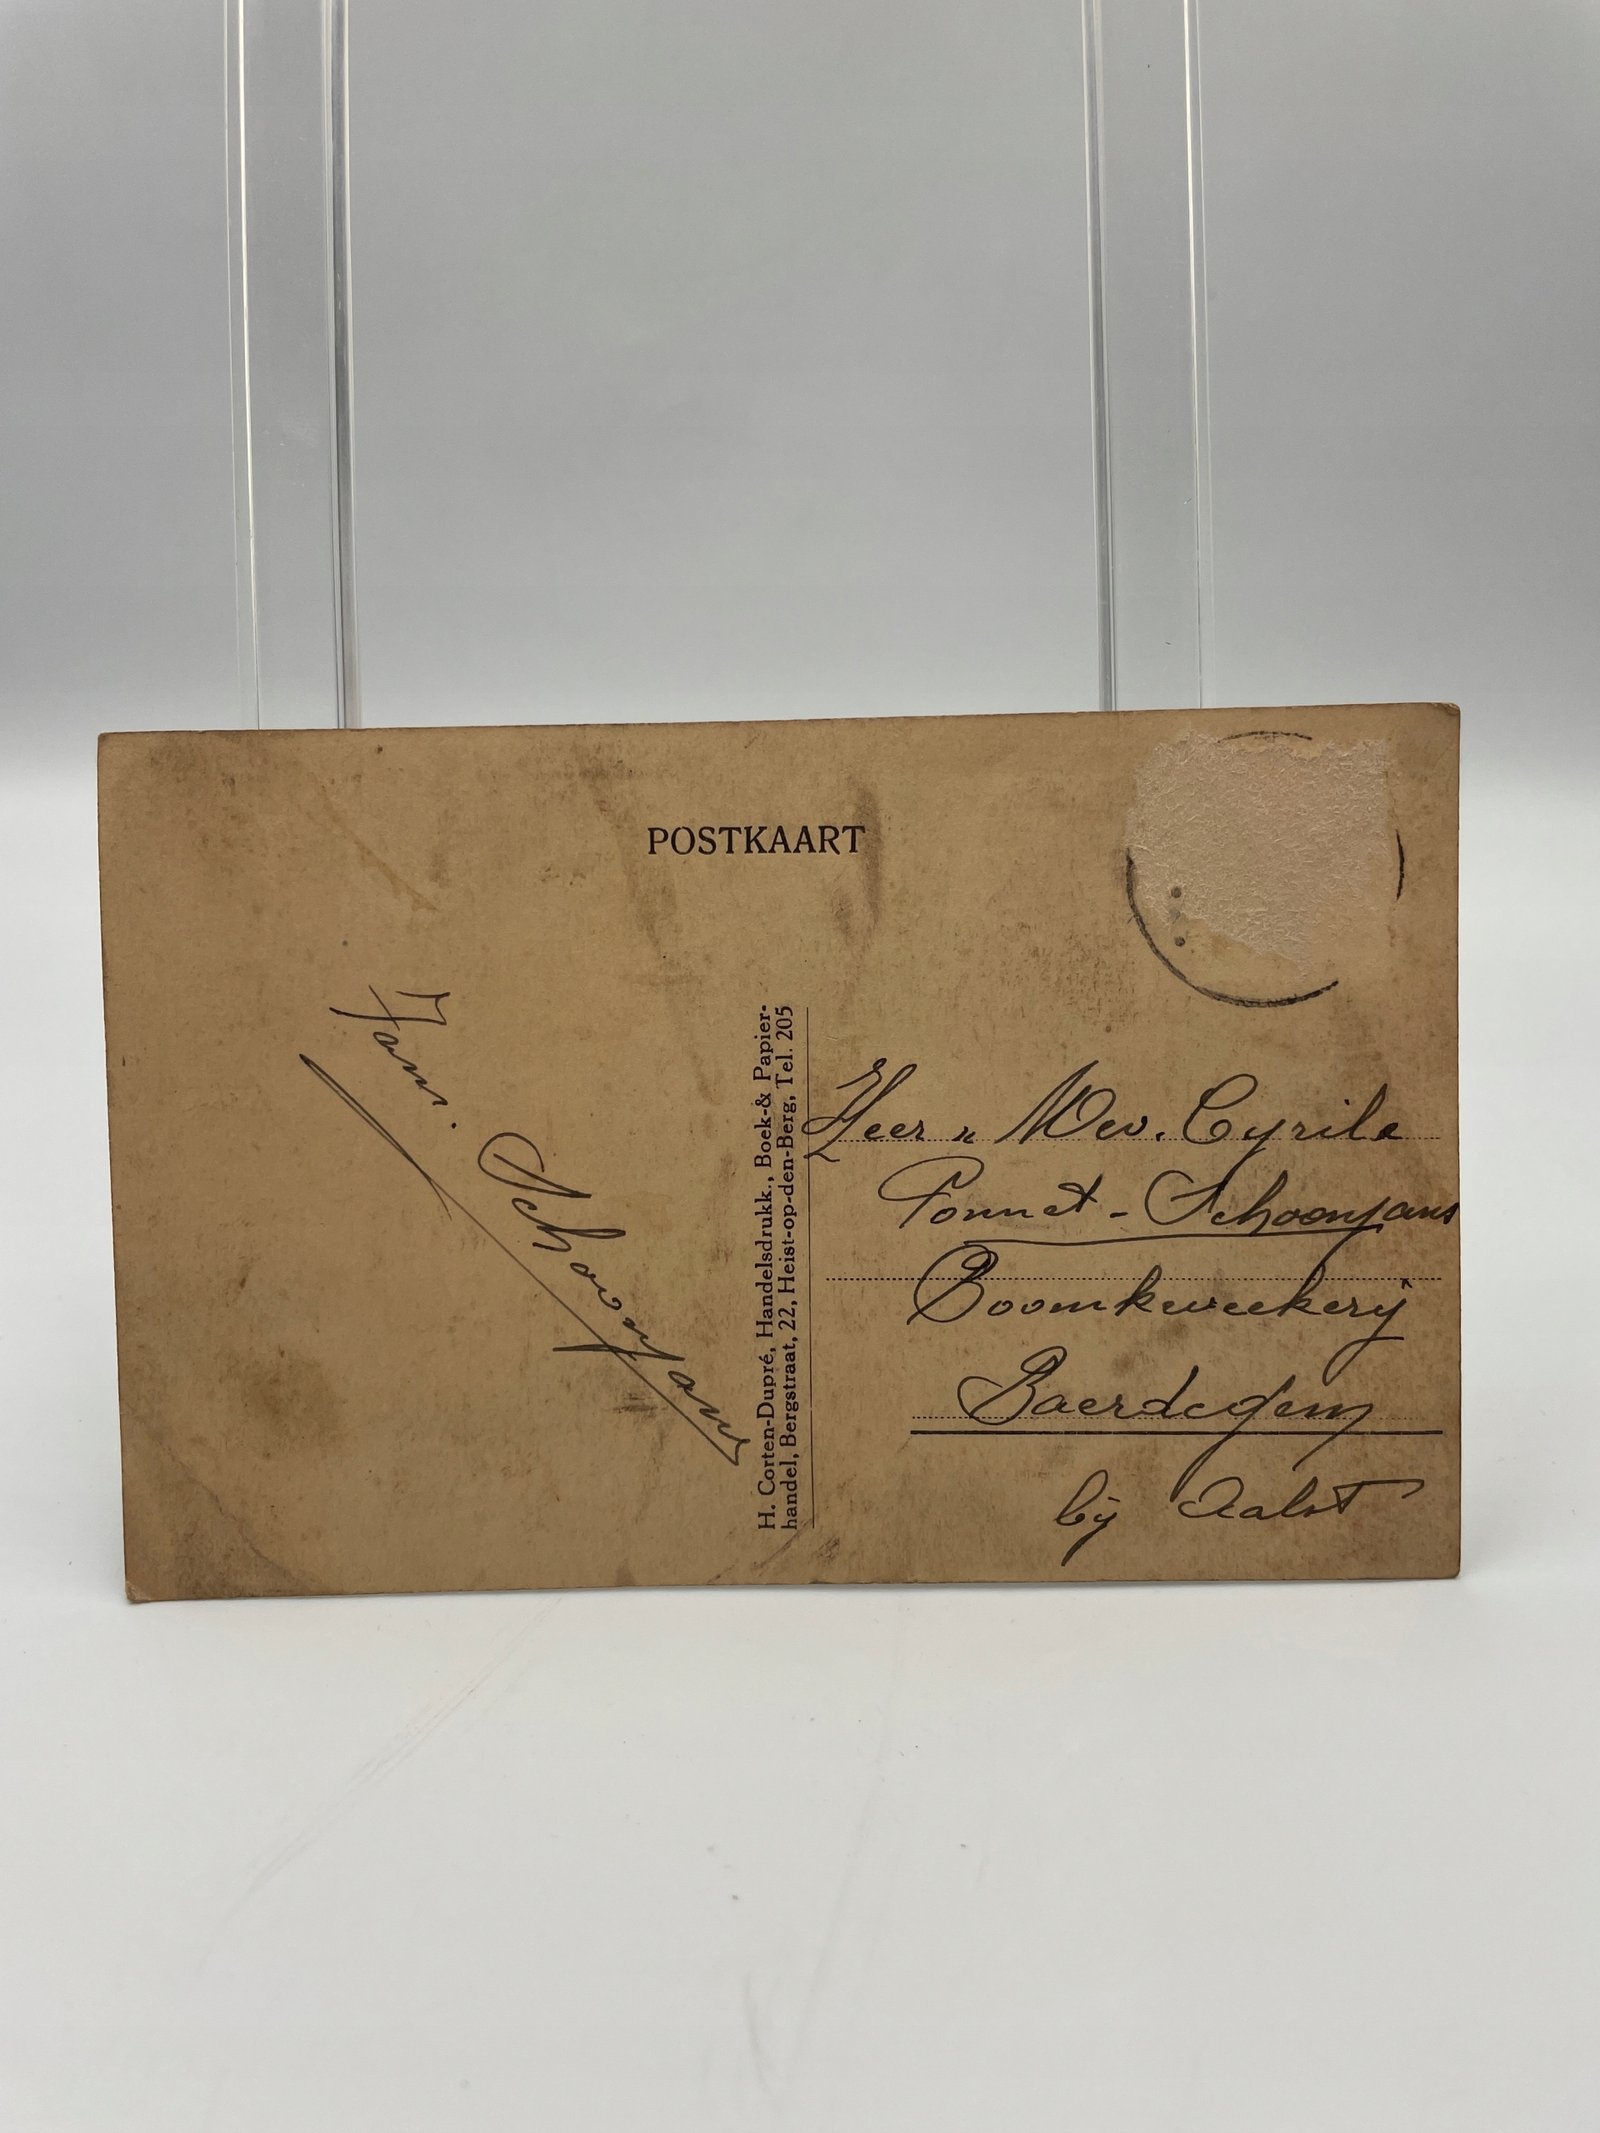 POSTKAART
Fam. Schoonjans
H. Corten-Dupré, Handelsdrukk., Boek-& Papier-
handel, Bergstraat, 22, Heist-op-den-Berg, Tel. 205
Heer n Mev. Cyrile
Ponnet - Schoonjans
Boomkweekerij
Baerdegem
bij Aalst